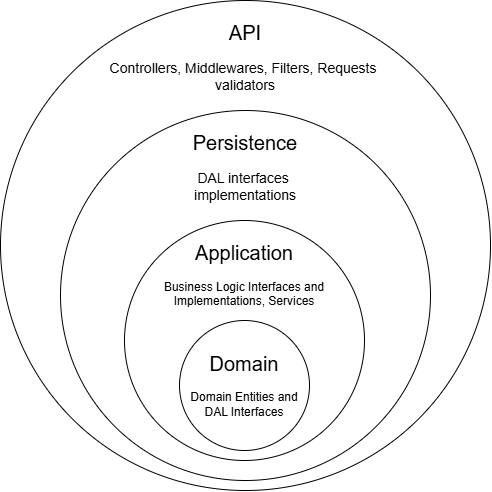 API
Controllers, Middlewares, Filters, Requests
validators
Persistence
DAL interfaces
implementations
Application
Business Logic Interfaces and
Implementations, Services
Domain
Domain Entities and
DAL Interfaces